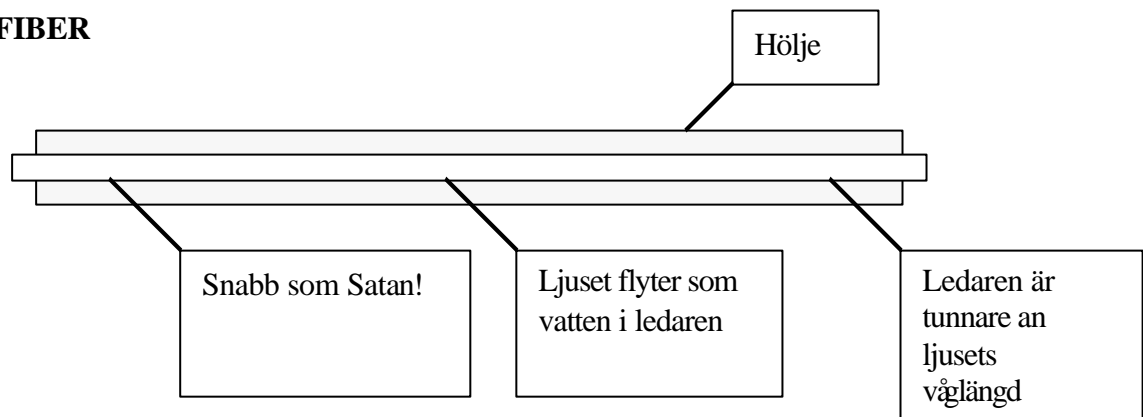 FIBER
Hölje
Snabb som Satan!
Ljuset flyter som
vatten i ledaren
Ledaren är
tunnare an
ljusets
våglängd